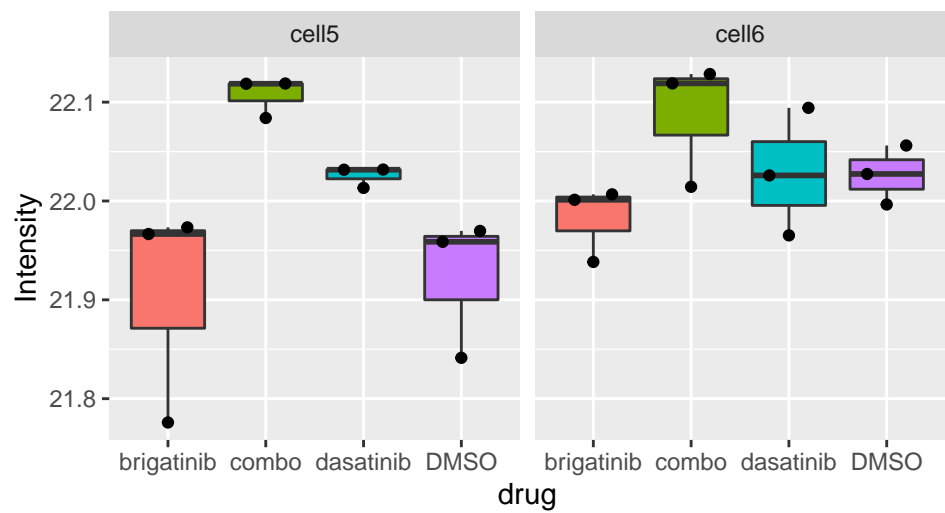 cell5 cell6
Intensity
22.1
22.0
21.9
21.8
brigatinib combo dasatinib DMSO brigatinib combo dasatinib DMSO
drug